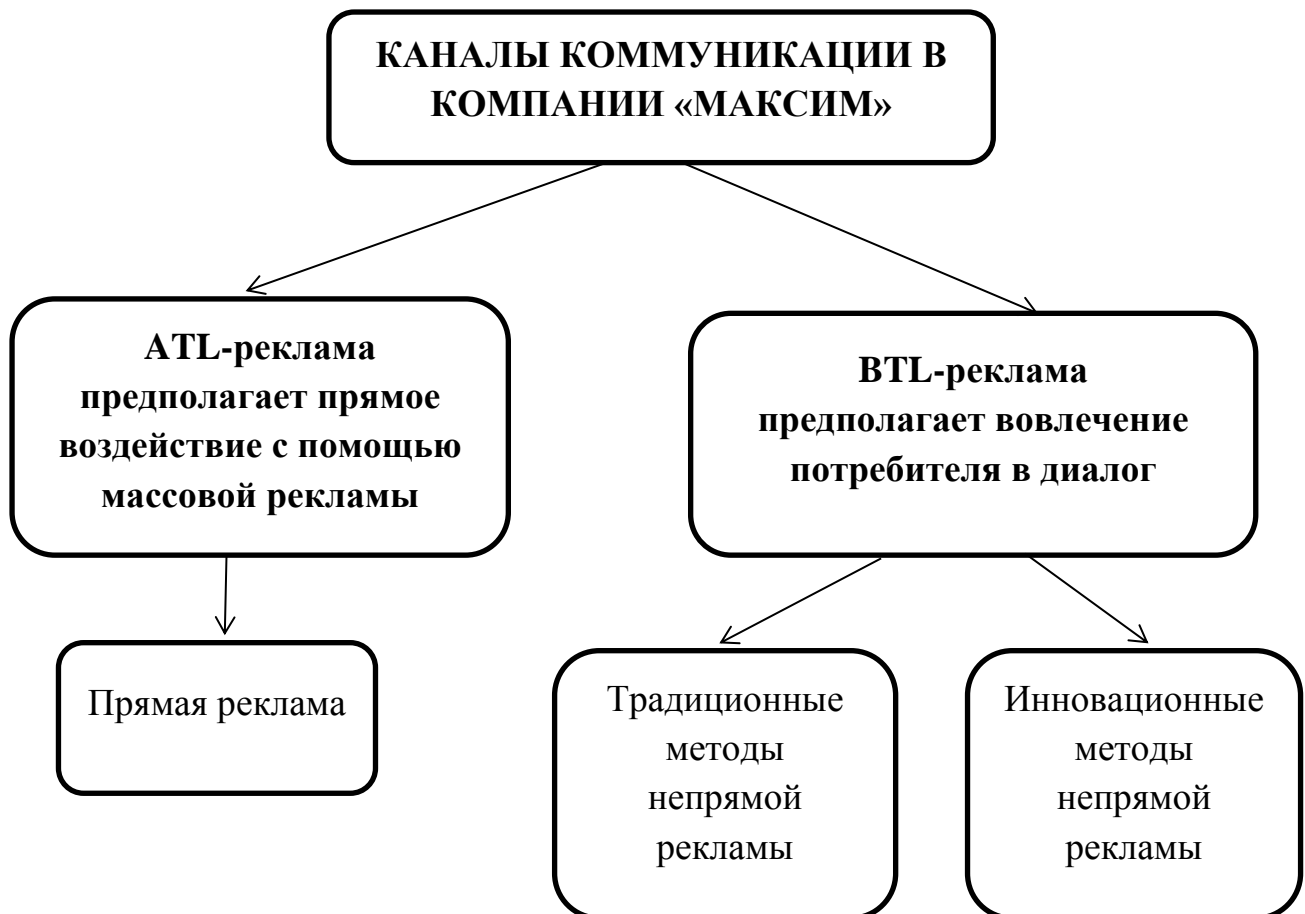 КАНАЛЫ КОММУНИКАЦИИ В
КОМПАНИИ «МАКСИМ»
ATL-реклама
предполагает прямое
воздействие с помощью
массовой рекламы
BTL-реклама
предполагает вовлечение
потребителя в диалог
Прямая реклама
Традиционные
методы
непрямой
рекламы
Инновационные
методы
непрямой
рекламы